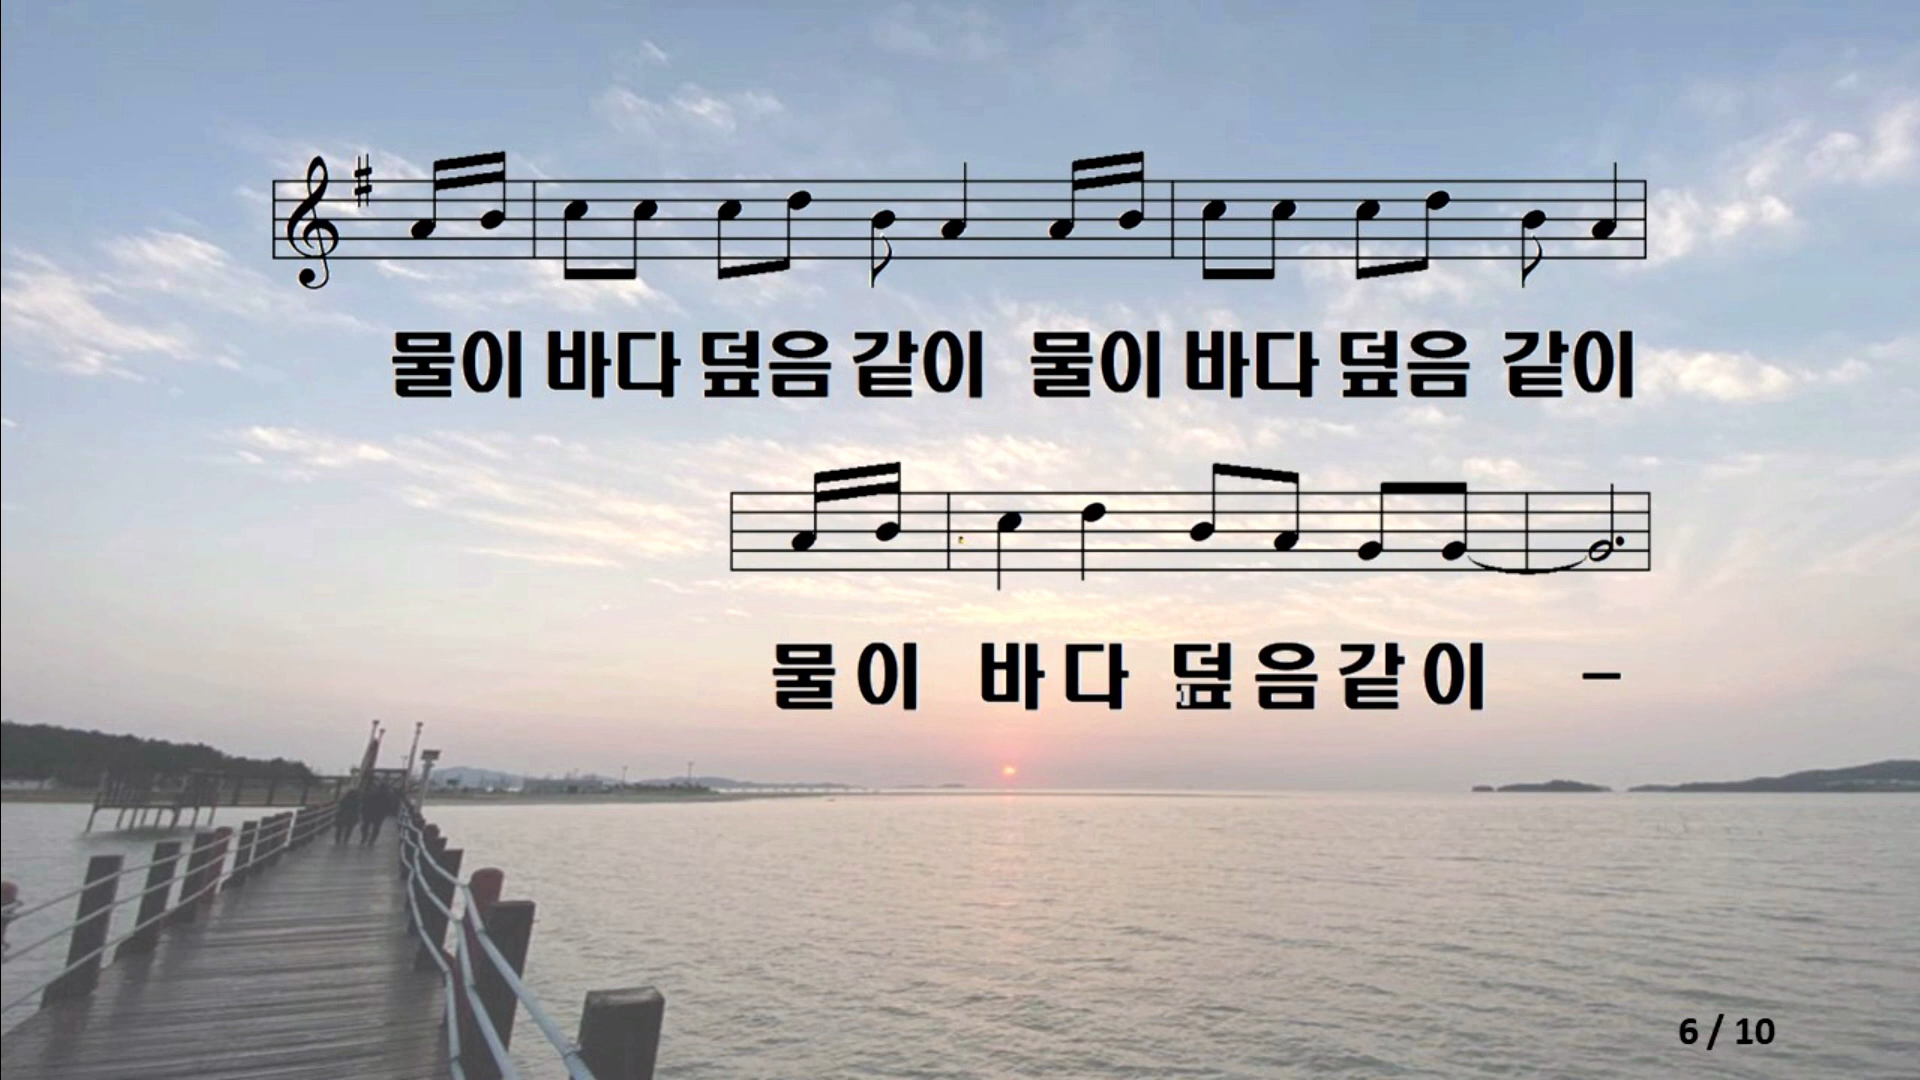 물이 바다 덮음 같이 물이 바다 덮음 같이
물이 바다 덮음같이 -
6 / 10